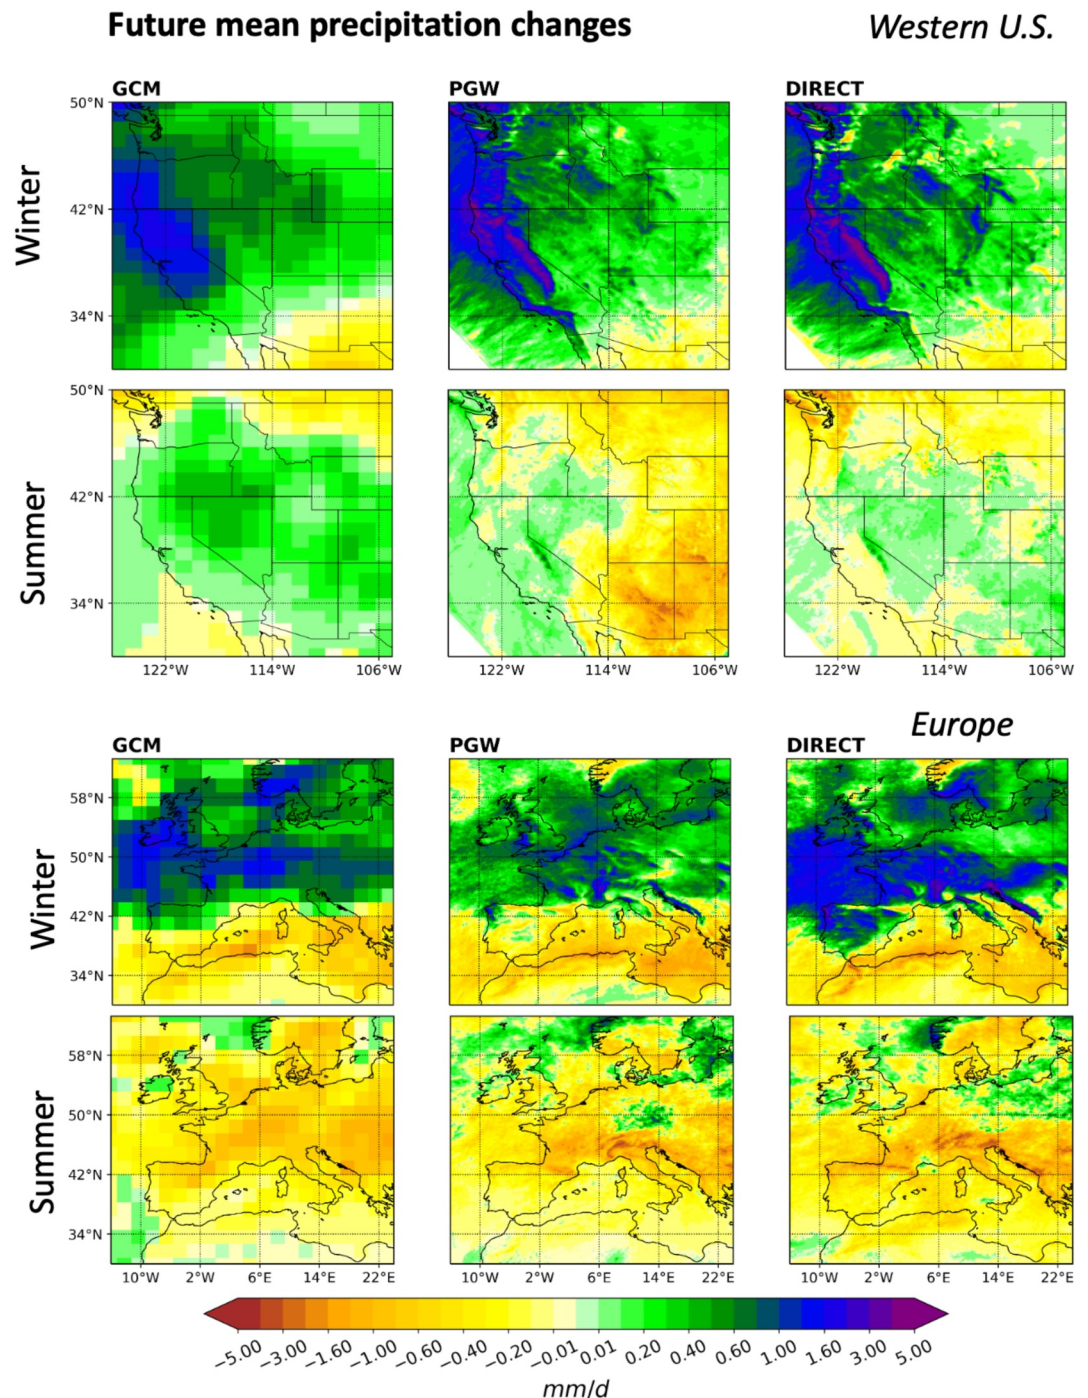 Future mean precipitation changes
Western U.S.
GCM
PGW
DIRECT
Winter
50°N
42°N
34°N
Summer
50°N
42°N
34°N
122°W 114°W 106°W
122°W 114°W 106°W
122°W 114°W 106°W
Europe
GCM
PGW
DIRECT
Winter
58°N
50°N
42°N
34°N
Summer
58°N
50°N
42°N
34°N
10°W 2°W 6°E 14°E 22°E
10°W 2°W 6°E 14°E 22°E
10°W 2°W 6°E 14°E 22°E
−5.00 −3.00 −1.60 −1.00 −0.60 −0.40 −0.20 −0.01 0.01 0.20 0.40 0.60 1.00 1.60 3.00 5.00
mm/d